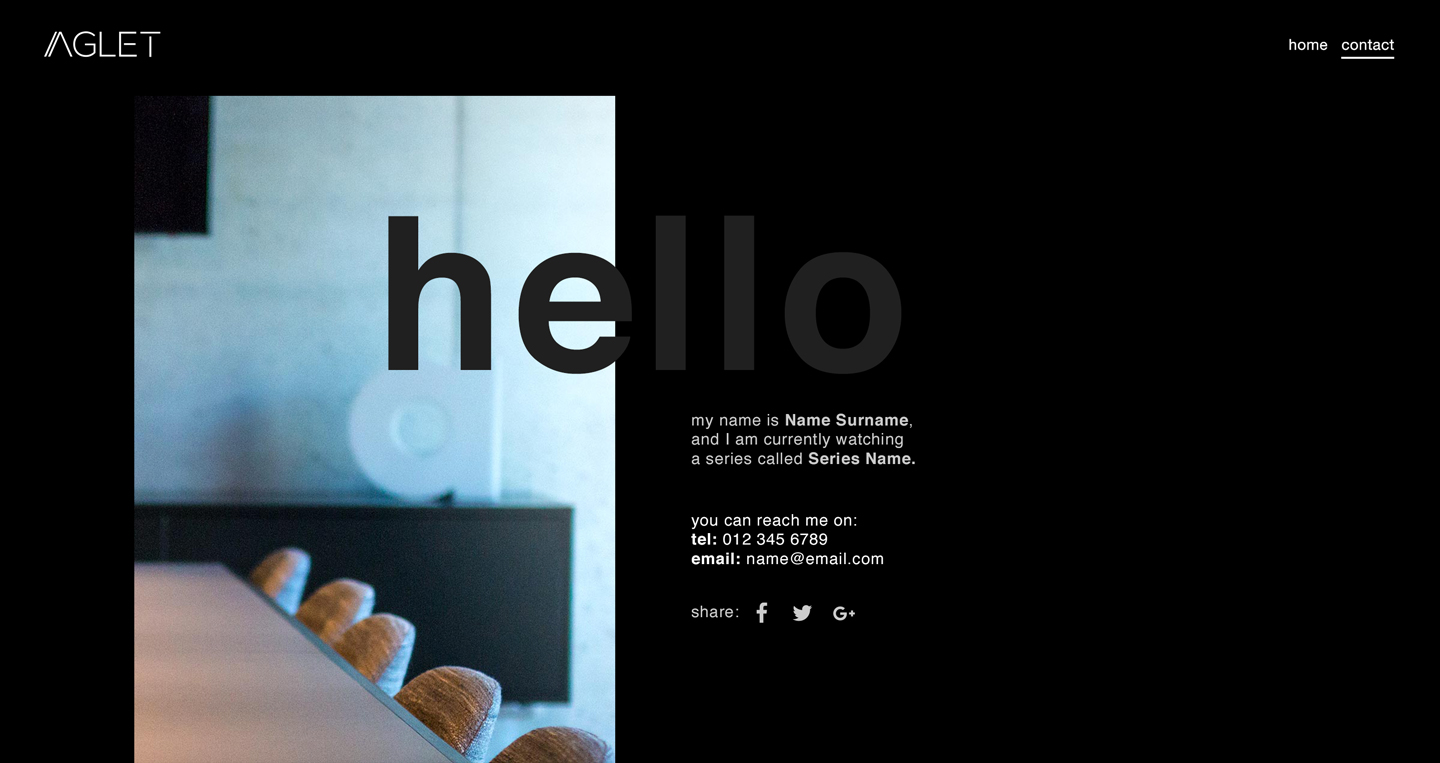 AGLET
home contact
hello
my name is Name Surname,
and I am currently watching
a series called Series Name.
you can reach me on:
tel: 012 345 6789
email: name@email.com
share: f G+